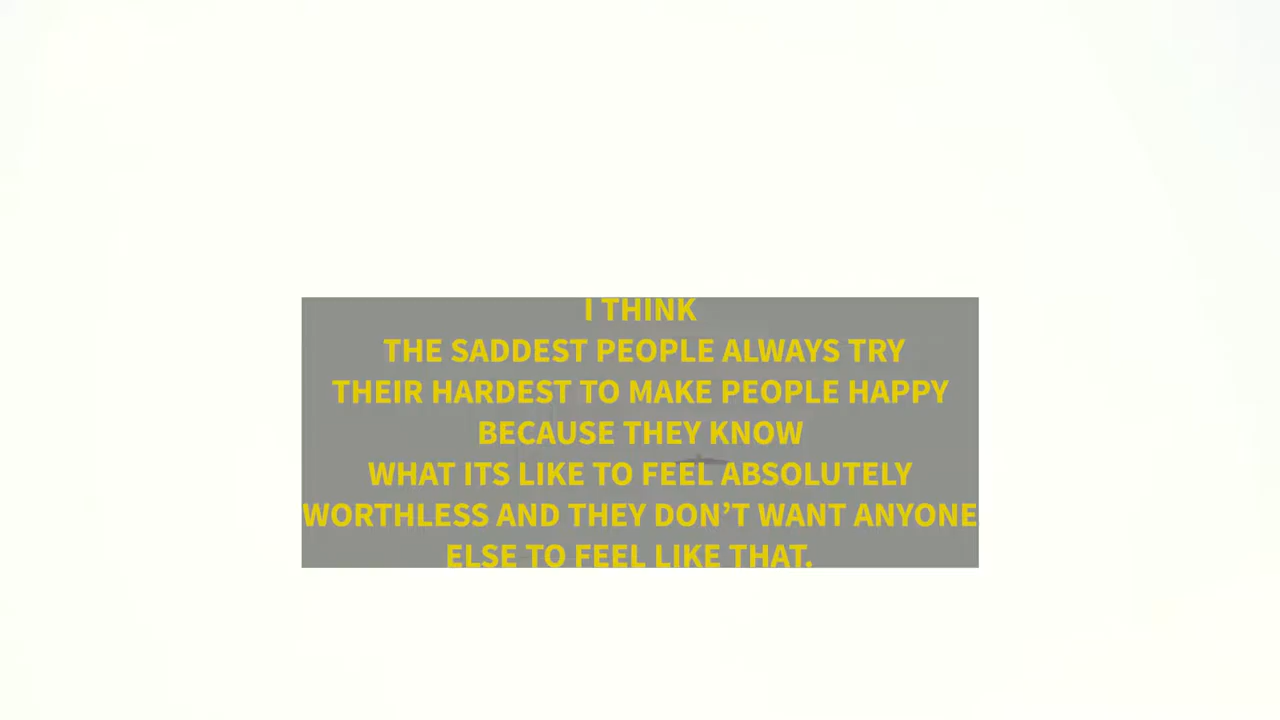 I THINK
THE SADDEST PEOPLE ALWAYS TRY
THEIR HARDEST TO MAKE PEOPLE HAPPY
BECAUSE THEY KNOW
WHAT ITS LIKE TO FEEL ABSOLUTELY
WORTHLESS AND THEY DON’T WANT ANYONE
ELSE TO FEEL LIKE THAT.